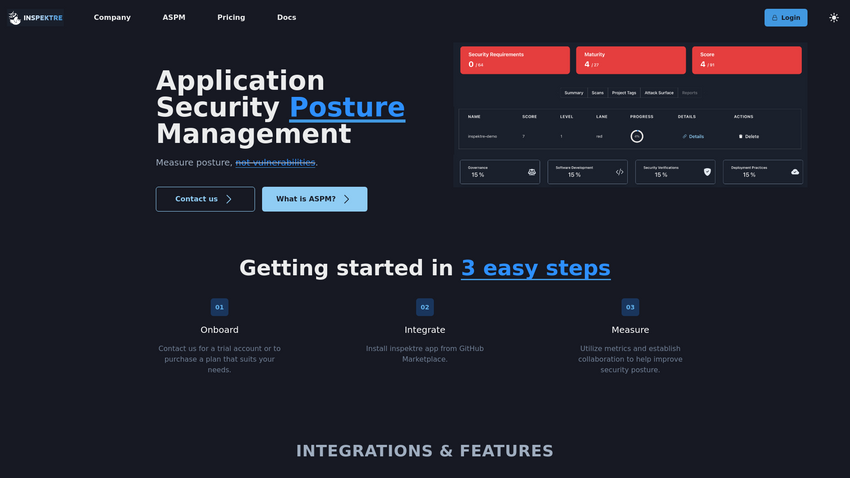 INSPEKTRE
Company
ASPM
Pricing
Docs
Login
Application
Security Posture
Management
Measure posture, not vulnerabilities.
Contact us
What is ASPM?
Security Requirements
0 / 64
Maturity
4 / 27
Score
4 / 91
Summary
Scans
Project Tags
Attack Surface
Reports
NAME SCORE LEVEL LANE PROGRESS DETAILS ACTIONS
inspektre-demo 7 1 red Details Delete
Governance
15 %
Software Development
15 %
Security Verifications
15 %
Deployment Practices
15 %
Getting started in 3 easy steps
01
Onboard
Contact us for a trial account or to
purchase a plan that suits your
needs.
02
Integrate
Install inspektre app from GitHub
Marketplace.
03
Measure
Utilize metrics and establish
collaboration to help improve
security posture.
INTEGRATIONS & FEATURES